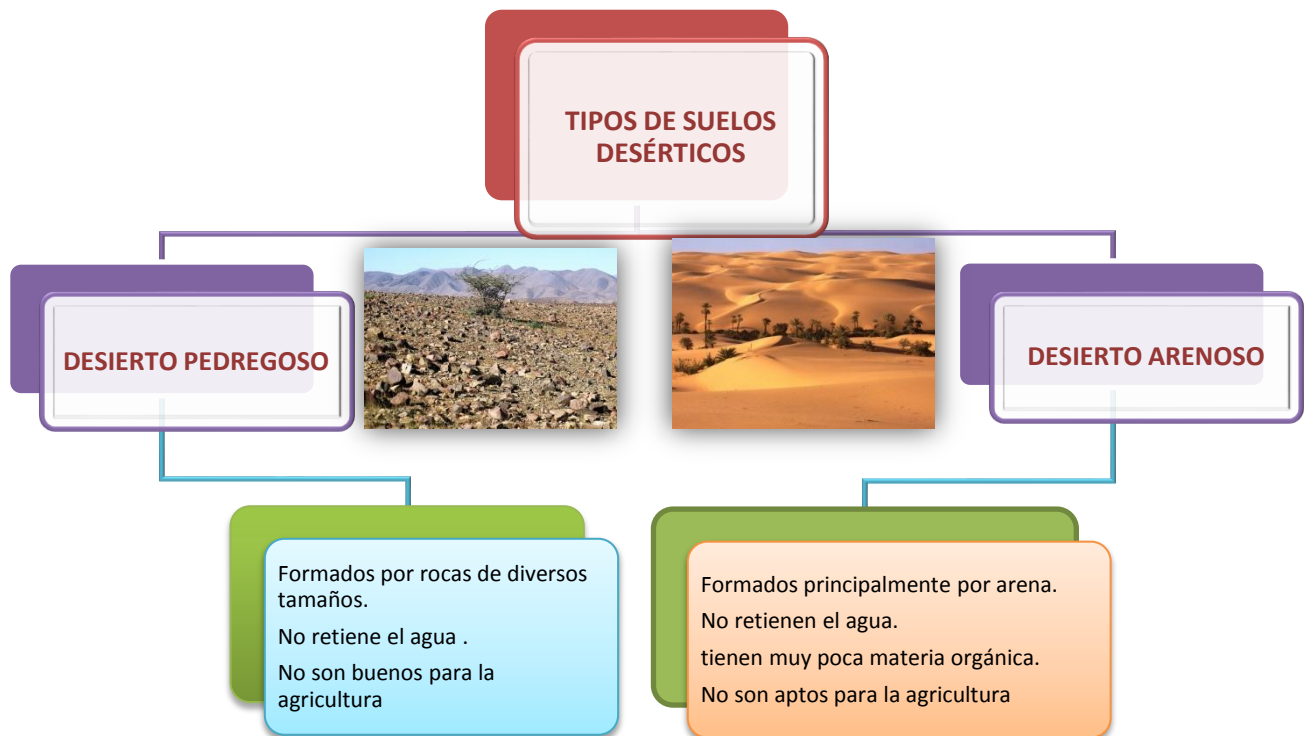 TIPOS DE SUELOS
DESÉRTICOS
DESIERTO PEDREGOSO
DESIERTO ARENOSO
Formados por rocas de diversos
tamaños.
No retiene el agua .
No son buenos para la
agricultura
Formados principalmente por arena.
No retienen el agua.
tienen muy poca materia orgánica.
No son aptos para la agricultura